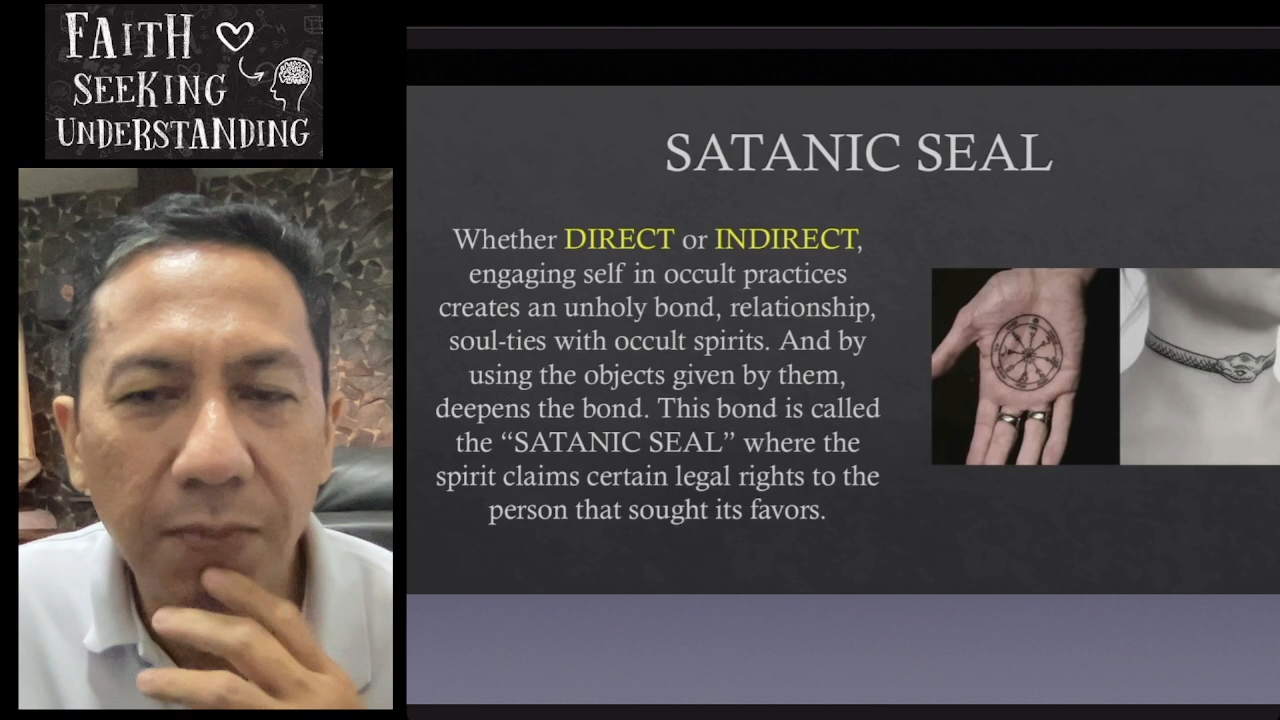 FAITH
SEEKING
UNDERSTANDING
SATANIC SEAL
Whether DIRECT or INDIRECT,
engaging self in occult practices
creates an unholy bond, relationship,
soul-ties with occult spirits. And by
using the objects given by them,
deepens the bond. This bond is called
the “SATANIC SEAL” where the
spirit claims certain legal rights to the
person that sought its favors.